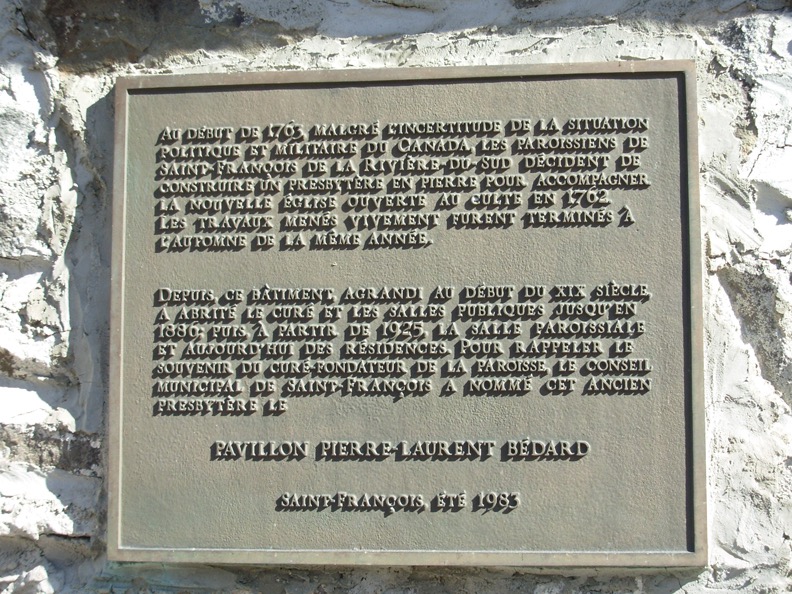 AU DÉBUT DE 1763, MALGRÉ L'INCERTITUDE DE LA SITUATION
POLITIQUE ET MILITAIRE DU CANADA, LES PAROISSIENS DE
SAINT-FRANÇOIS DE LA RIVIÈRE-DU-SUD DÉCIDENT DE
CONSTRUIRE UN PRESBYTÈRE EN PIERRE POUR ACCOMPAGNER
LA NOUVELLE ÉGLISE OUVERTE AU CULTE EN 1762.
LES TRAVAUX MENÉS VIVEMENT FURENT TERMINÉS À
L'AUTOMNE DE LA MÊME ANNÉE.
DEPUIS, CE BÂTIMENT, AGRANDI AU DÉBUT DU XIX SIÈCLE,
A ABRITÉ LE CURÉ ET LES SALLES PUBLIQUES JUSQU'EN
1886; PUIS, À PARTIR DE 1925, LA SALLE PAROISSIALE
ET AUJOURD'HUI DES RÉSIDENCES. POUR RAPPELER LE
SOUVENIR DU CURÉ-FONDATEUR DE LA PAROISSE, LE CONSEIL
MUNICIPAL DE SAINT-FRANÇOIS A NOMMÉ CET ANCIEN
PRESBYTÈRE LE
PAVILLON PIERRE-LAURENT BÉDARD
SAINT-FRANÇOIS, ÉTÉ 1983